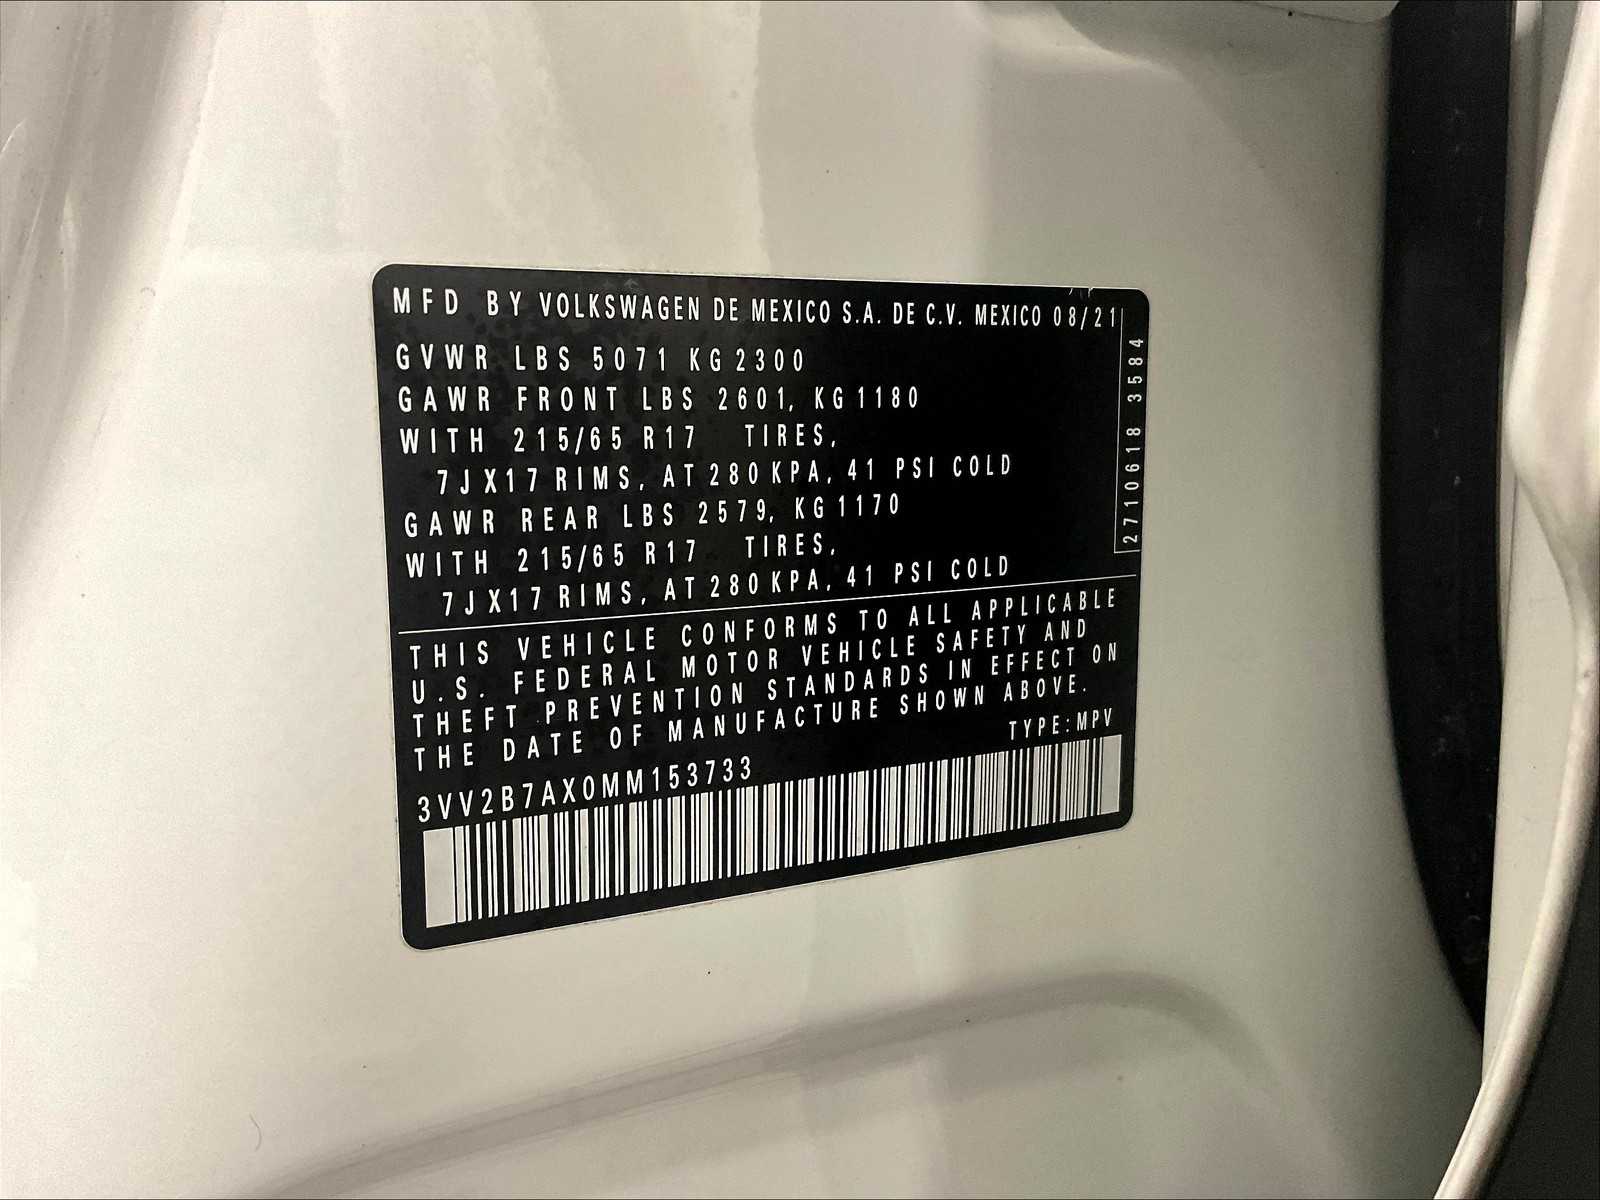 MFD BY VOLKSWAGEN DE MEXICO S.A. DE C.V. MEXICO 08/21
GVWR LBS 5071 KG 2300
GAWR FRONT LBS 2601, KG 1180
WITH 215/65 R17 TIRES,
7J X17 RIMS, AT 280 KPA, 41 PSI COLD
GAWR REAR LBS 2579, KG 1170
WITH 215/65 R17 TIRES,
7J X17 RIMS, AT 280 KPA, 41 PSI COLD
THIS VEHICLE CONFORMS TO ALL APPLICABLE
U.S. FEDERAL MOTOR VEHICLE SAFETY AND
THEFT PREVENTION STANDARDS IN EFFECT ON
THE DATE OF MANUFACTURE SHOWN ABOVE.
TYPE: MPV
3VV2B7AX0MM153733
2710618 3584